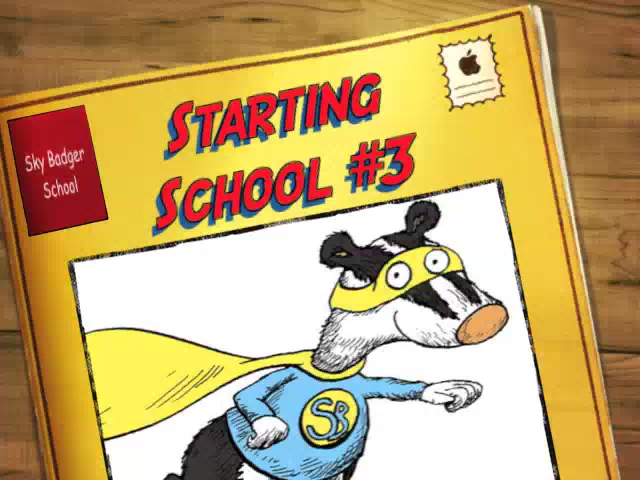 Sky Badger
School
STARTING
SCHOOL #3
SB